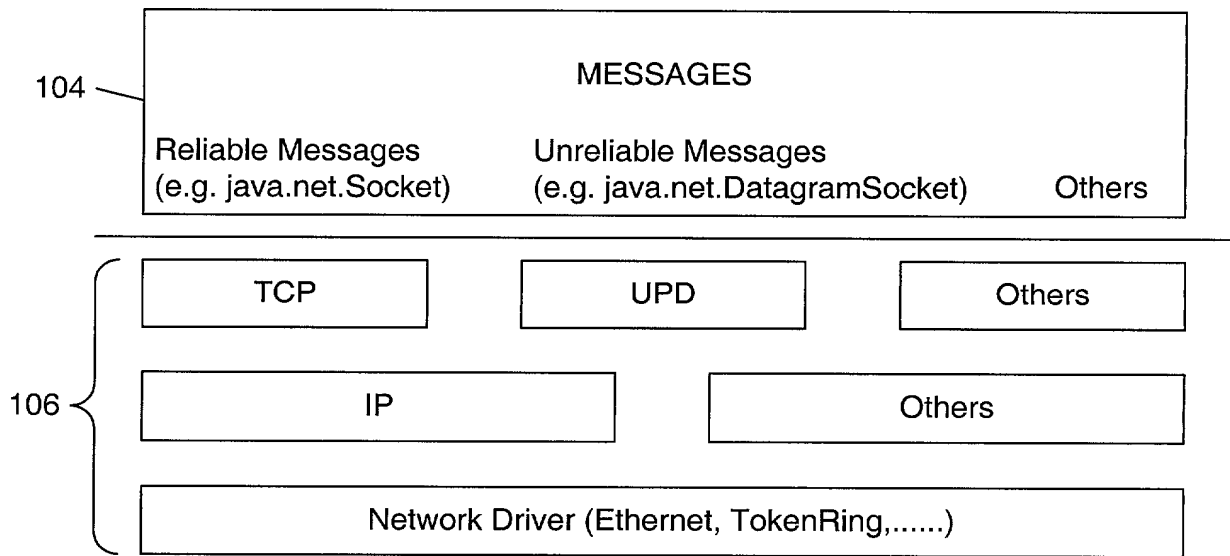 MESSAGES
104
Reliable Messages
(e.g. java.net.Socket)
Unreliable Messages
(e.g. java.net.DatagramSocket)
Others
TCP
UPD
Others
106
IP
Others
Network Driver (Ethernet, TokenRing,......)